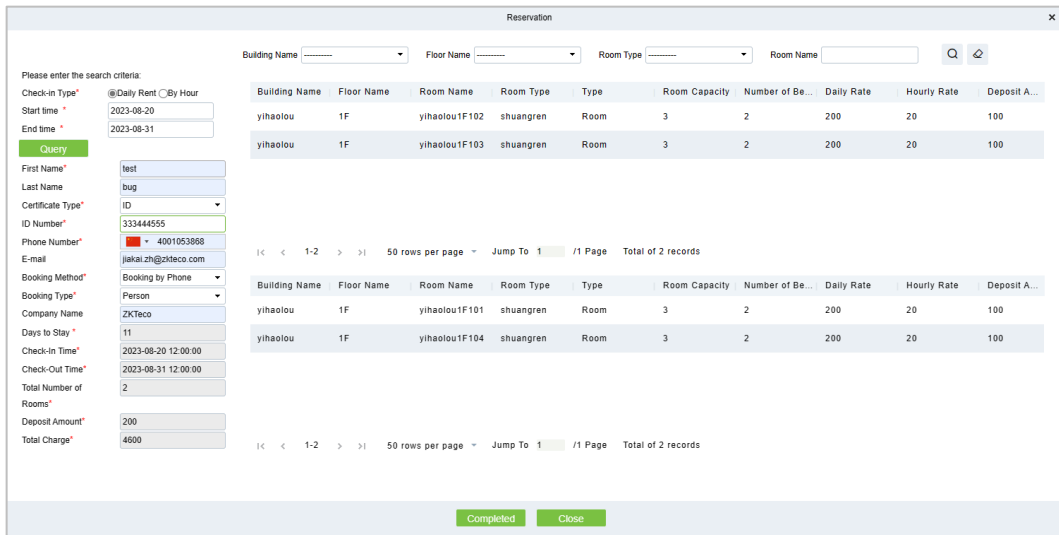 Reservation ×
Building Name ---------- Floor Name ---------- Room Type ---------- Room Name
Please enter the search criteria:
Check-in Type* Daily Rent By Hour
Start time * 2023-08-20
End time * 2023-08-31
Query
First Name* test
Last Name bug
Certificate Type* ID
ID Number* 333444555
Phone Number* 4001053868
E-mail jiakai.zh@zkteco.com
Booking Method* Booking by Phone
Booking Type* Person
Company Name ZKTeco
Days to Stay * 11
Check-In Time* 2023-08-20 12:00:00
Check-Out Time* 2023-08-31 12:00:00
Total Number of Rooms* 2
Deposit Amount* 200
Total Charge* 4600
Building Name Floor Name Room Name Room Type Type Room Capacity Number of Be... Daily Rate Hourly Rate Deposit A...
yihaolou 1F yihaolou1F102 shuangren Room 3 2 200 20 100
yihaolou 1F yihaolou1F103 shuangren Room 3 2 200 20 100
|< < 1-2 > >| 50 rows per page Jump To 1 /1 Page Total of 2 records
Building Name Floor Name Room Name Room Type Type Room Capacity Number of Be... Daily Rate Hourly Rate Deposit A...
yihaolou 1F yihaolou1F101 shuangren Room 3 2 200 20 100
yihaolou 1F yihaolou1F104 shuangren Room 3 2 200 20 100
|< < 1-2 > >| 50 rows per page Jump To 1 /1 Page Total of 2 records
Completed Close